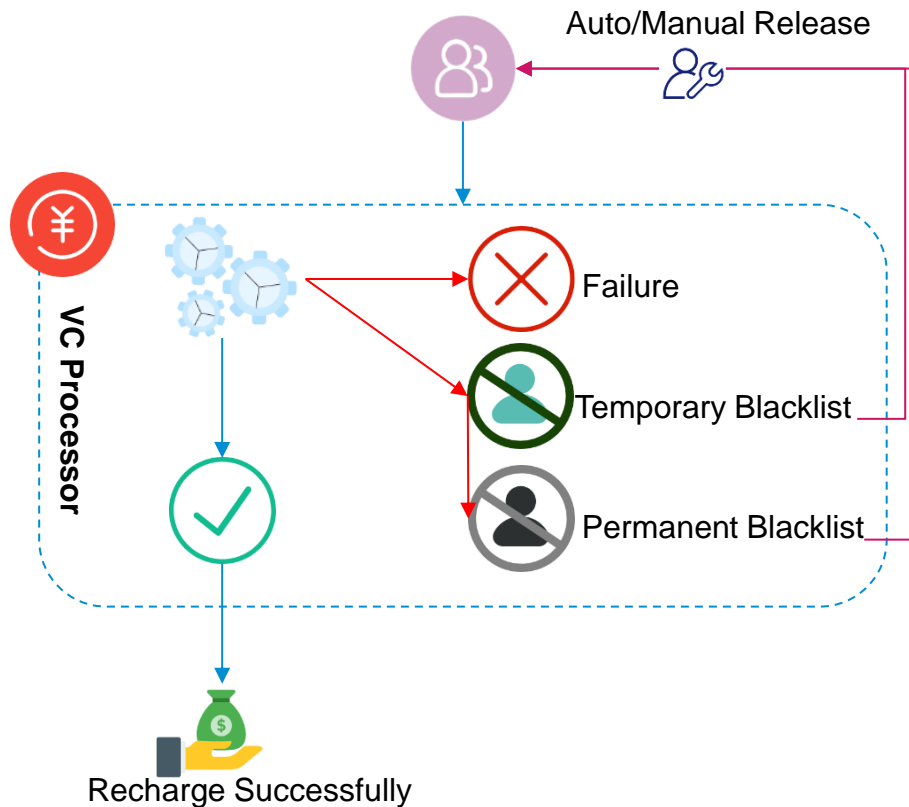 Auto/Manual Release
¥
VC Processor
Failure
Temporary Blacklist
Permanent Blacklist
$
Recharge Successfully